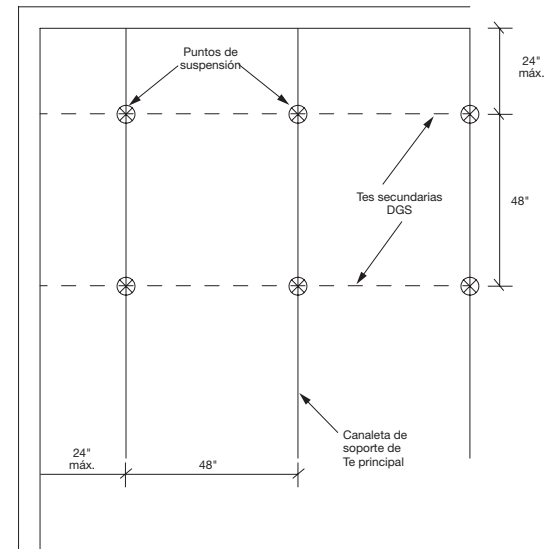 Puntos de
suspensión
24"
máx.
Tes secundarias
DGS
48"
Canaleta de
soporte de
Te principal
24"
máx.
48"